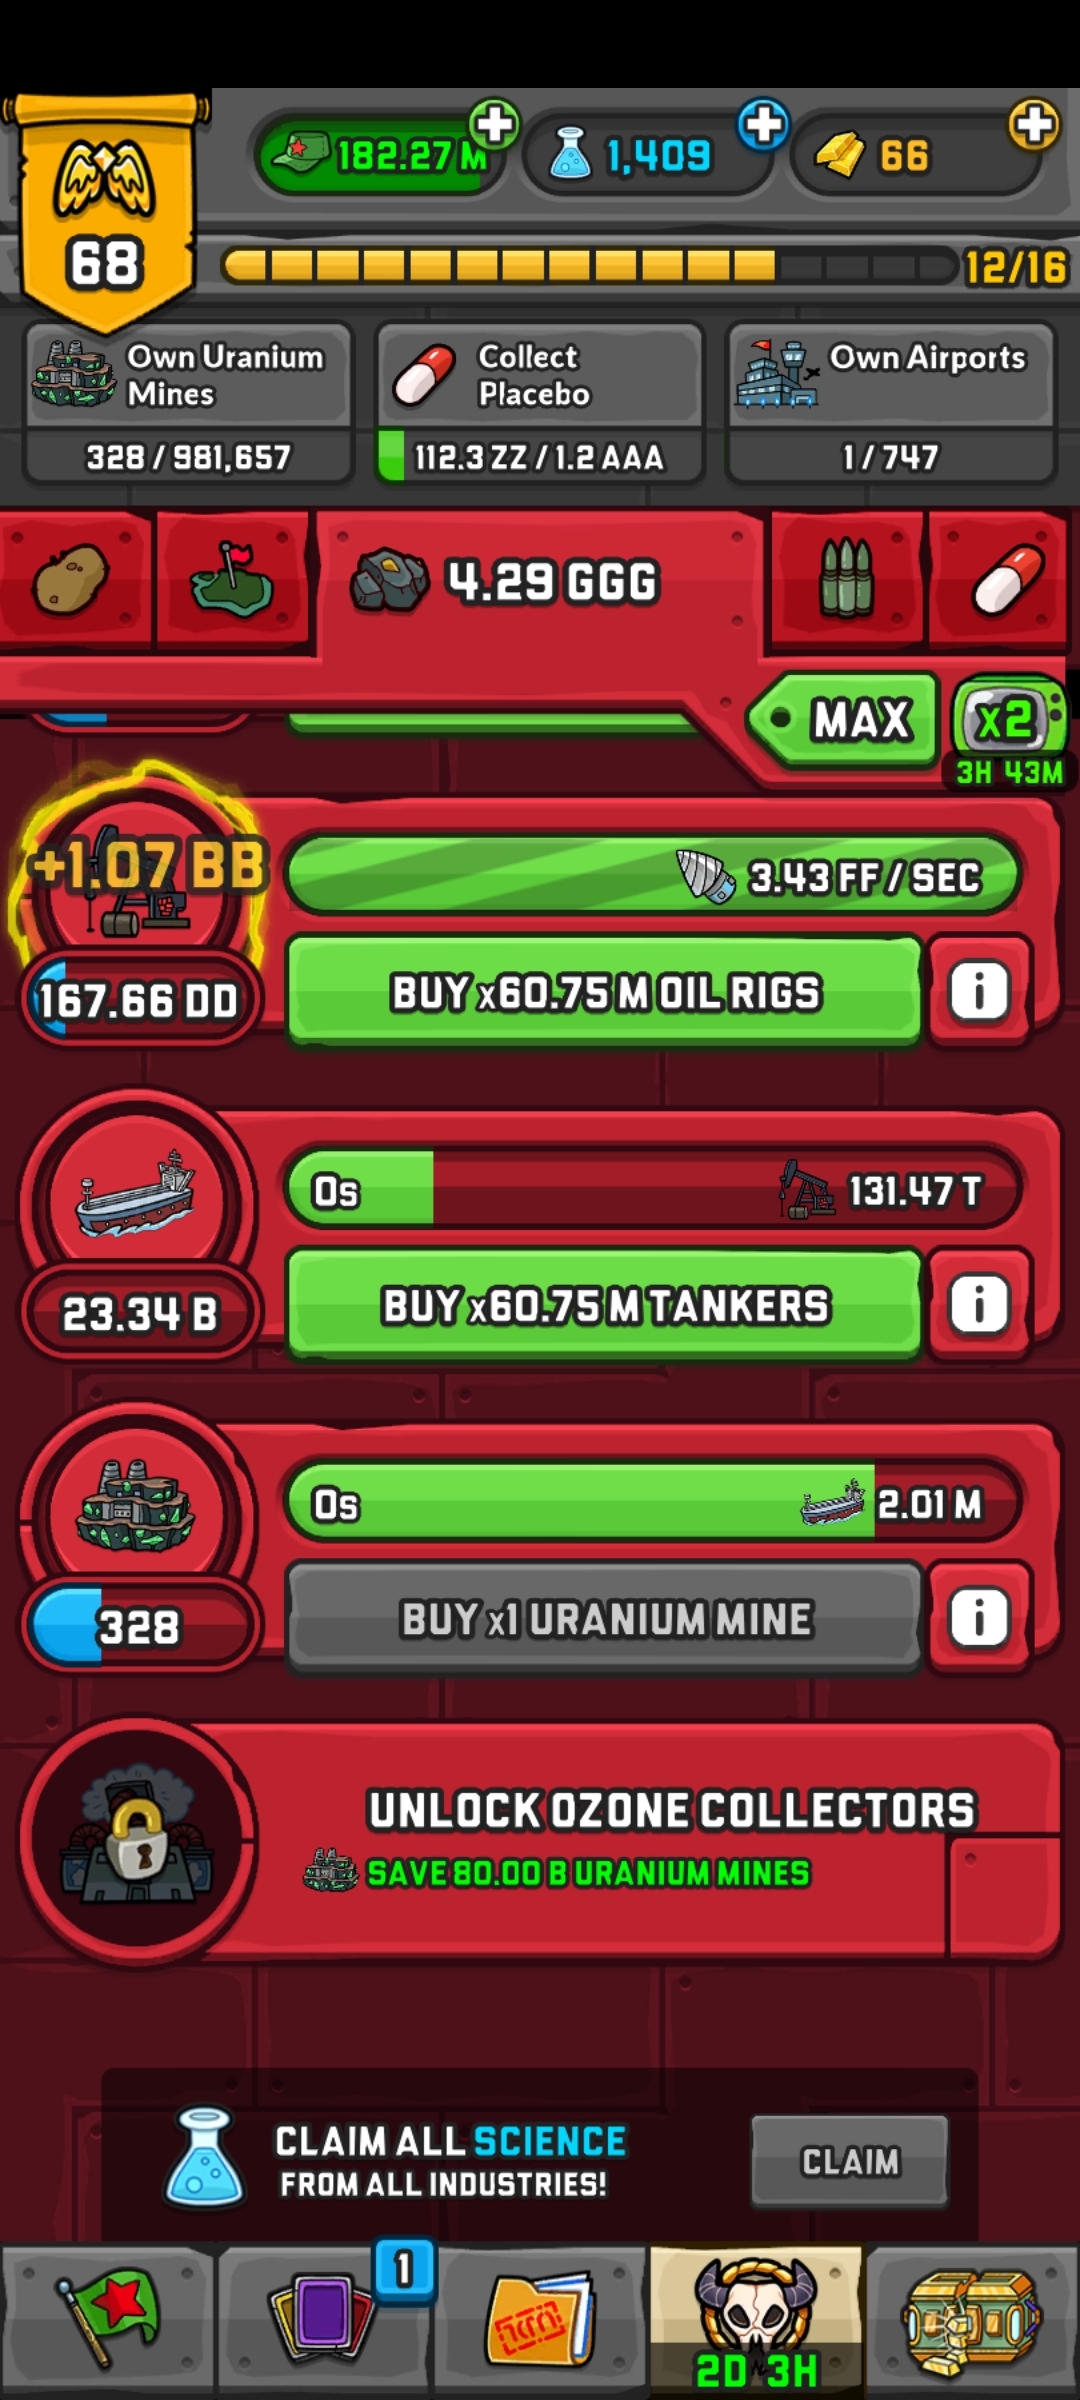 182.27 M
1,409
66
68
12/16
Own Uranium
Mines
328 / 981,657
Collect
Placebo
112.3 ZZ / 1.2 AAA
Own Airports
1 / 747
4.29 GGG
MAX
x2
3H 43M
+1.07 BB
3.43 FF / SEC
167.66 DD
BUY x60.75 M OIL RIGS
i
0s
131.47 T
23.34 B
BUY x60.75 M TANKERS
i
0s
2.01 M
328
BUY x1 URANIUM MINE
i
UNLOCK OZONE COLLECTORS
SAVE 80.00 B URANIUM MINES
CLAIM ALL SCIENCE
FROM ALL INDUSTRIES!
CLAIM
1
2D 3H